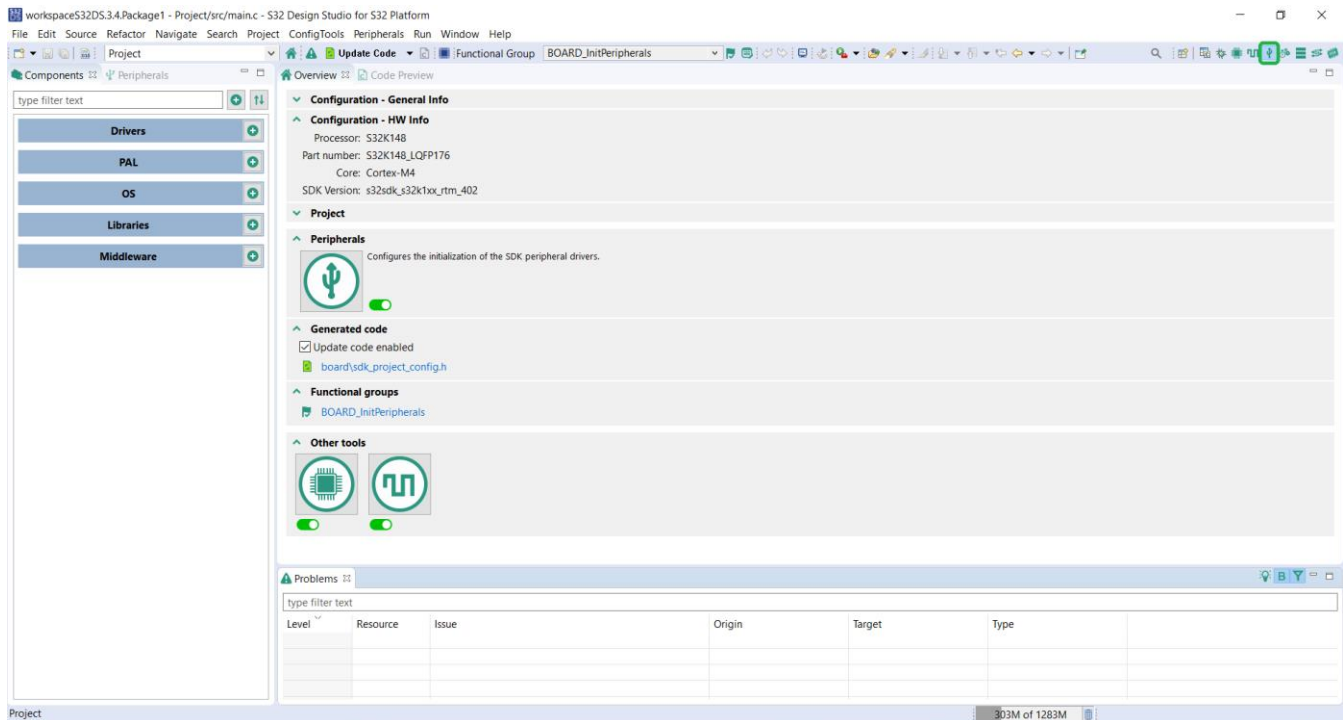 workspaceS32DS.3.4.Package1 - Project/src/main.c - S32 Design Studio for S32 Platform
File Edit Source Refactor Navigate Search Project ConfigTools Peripherals Run Window Help
Project Update Code Functional Group BOARD_InitPeripherals
Components Peripherals
type filter text
Drivers
PAL
OS
Libraries
Middleware
Overview Code Preview
Configuration - General Info
Configuration - HW Info
Processor: S32K148
Part number: S32K148_LQFP176
Core: Cortex-M4
SDK Version: s32sdk_s32k1xx_rtm_402
Project
Peripherals
Configures the initialization of the SDK peripheral drivers.
Generated code
Update code enabled
board\sdk_project_config.h
Functional groups
BOARD_InitPeripherals
Other tools
Problems
type filter text
Level Resource Issue Origin Target Type
Project 303M of 1283M